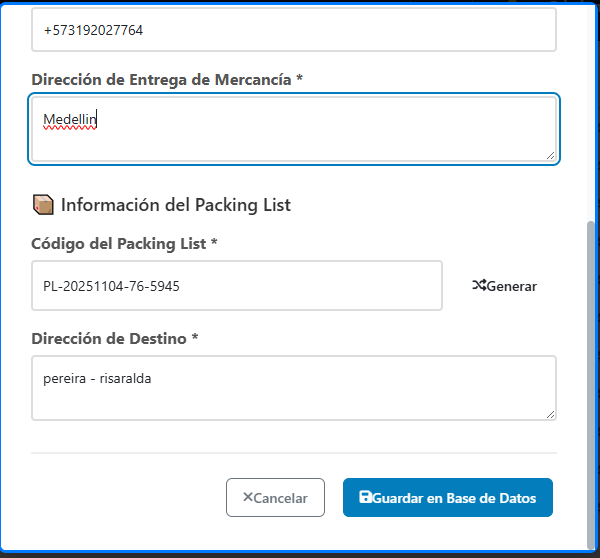 +573192027764
Dirección de Entrega de Mercancía *
Medellin
Información del Packing List
Código del Packing List *
PL-20251104-76-5945
Generar
Dirección de Destino *
pereira - risaralda
Cancelar
Guardar en Base de Datos